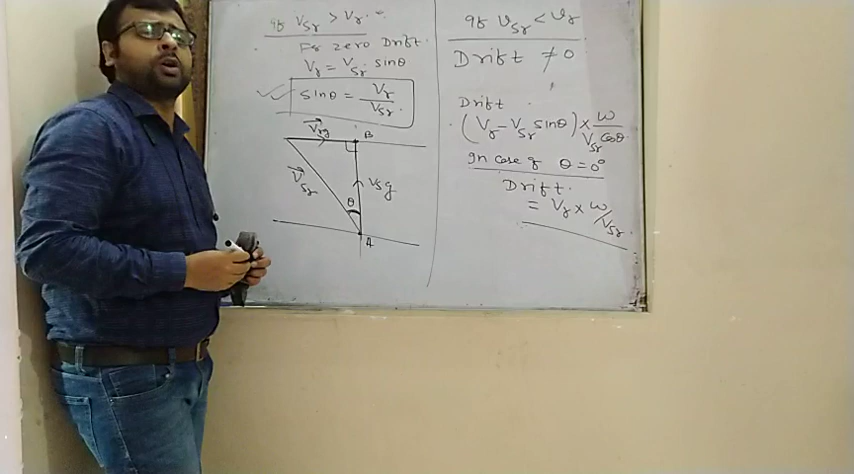 If Vsr > Vr.
For zero Drift.
Vr = Vsr sinθ
sinθ = Vr/Vsr.
Vrg B
Vsr
Vsg
θ
A
If Vsr < Vr
Drift ≠ 0
Drift
(Vr - Vsr sinθ) × w/Vsr cosθ
In case of θ = 0°
Drift.
= Vr × w/Vsr.